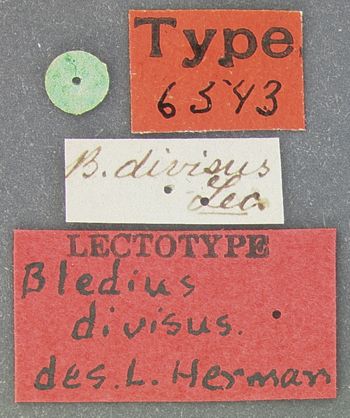 Type
6543
B. divisus
Lec.
LECTOTYPE
Bledius
divisus.
des. L. Herman